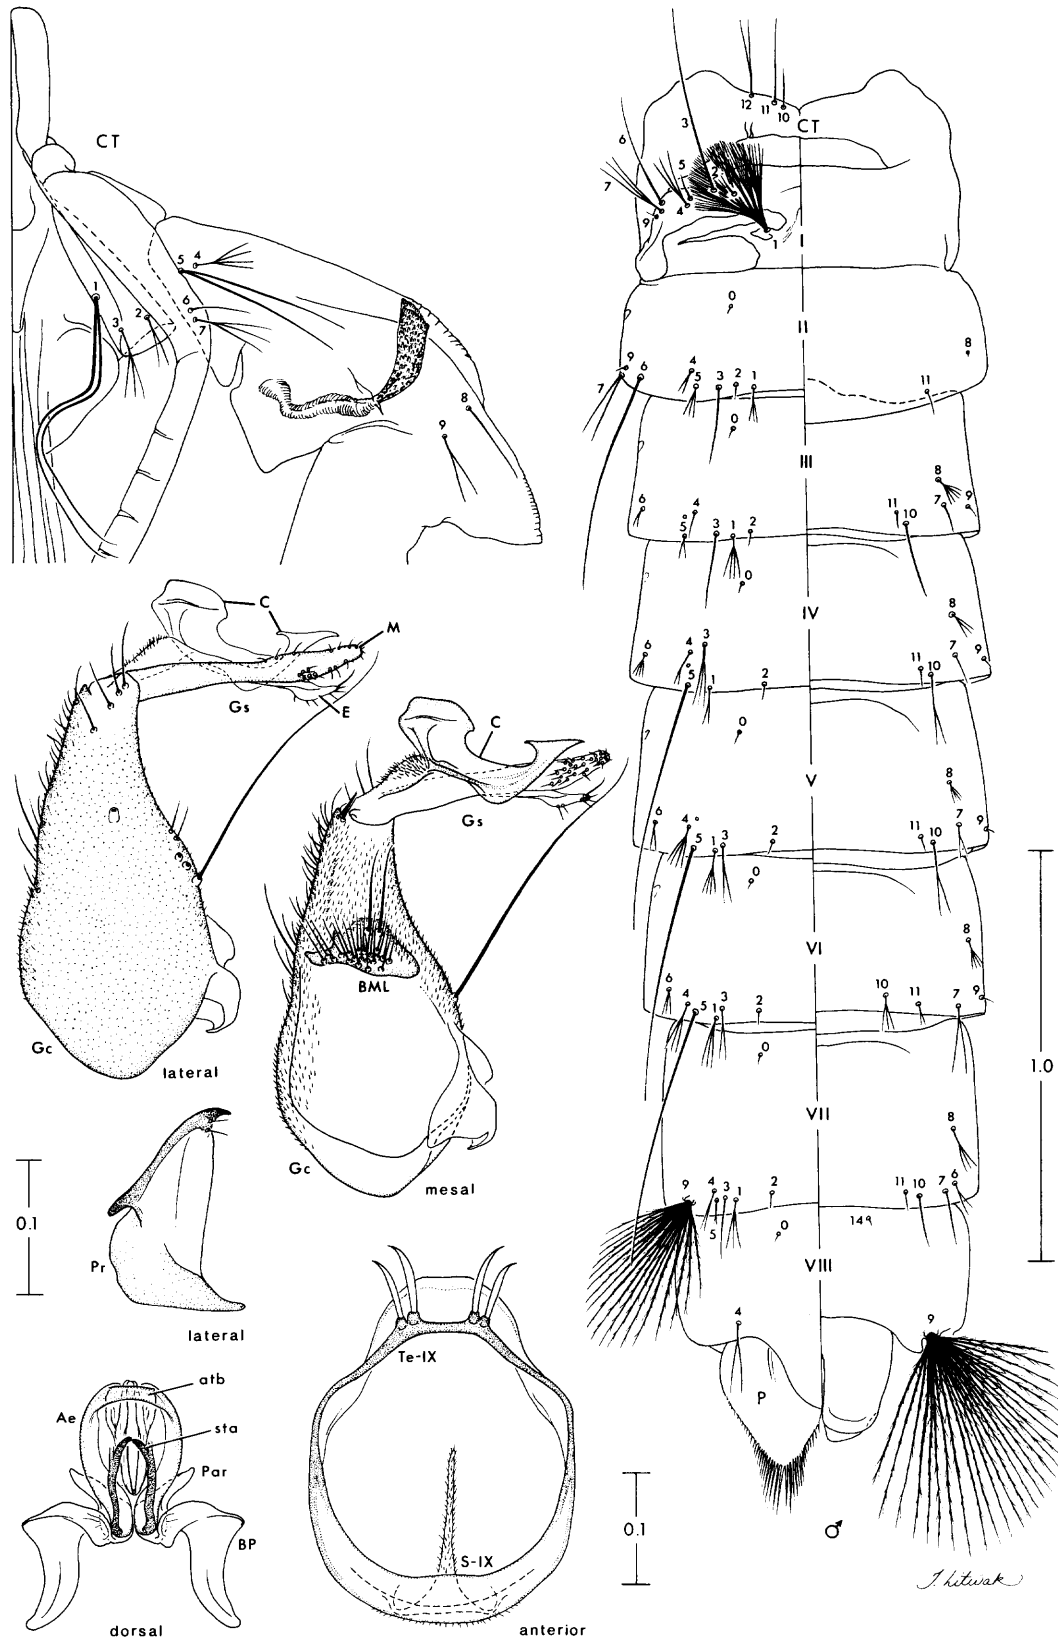 CT
1
3
2
5 4
6
7
8
9
C
M
Gs
E
Gc
lateral
C
Gs
BML
Gc
mesal
0.1
Pr
lateral
atb
Ae
sta
Par
BP
dorsal
Te-IX
S-IX
anterior
0.1
12 11 10
CT
3
6
5
2
7
4
9
1
I
0
II
8
9 6 4 5 3 2 1
7
11
0
III
8
6 4 11 7 9
5 3 1 2 10
0
IV
8
6 4 3 11 7 9
5 1 2 10
0
7
V
8
6 4 5 1 3 2 11 10 7 9
0
VI
8
6 4 5 1 3 2 10 11 7 9
0
1.0
VII
8
9 4 3 1 2 11 10 7 6
5
0
149
VIII
4
9
P
♂
J. Litwak